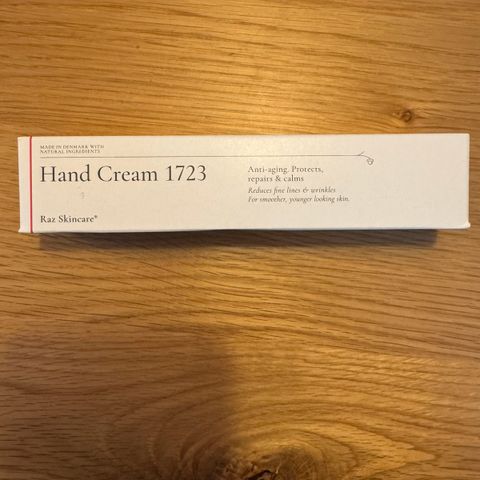 MADE IN DENMARK WITH
NATURAL INGREDIENTS
Hand Cream 1723
Raz Skincare®
Anti-aging. Protects,
repairs & calms
Reduces fine lines & wrinkles
For smoother, younger looking skin.